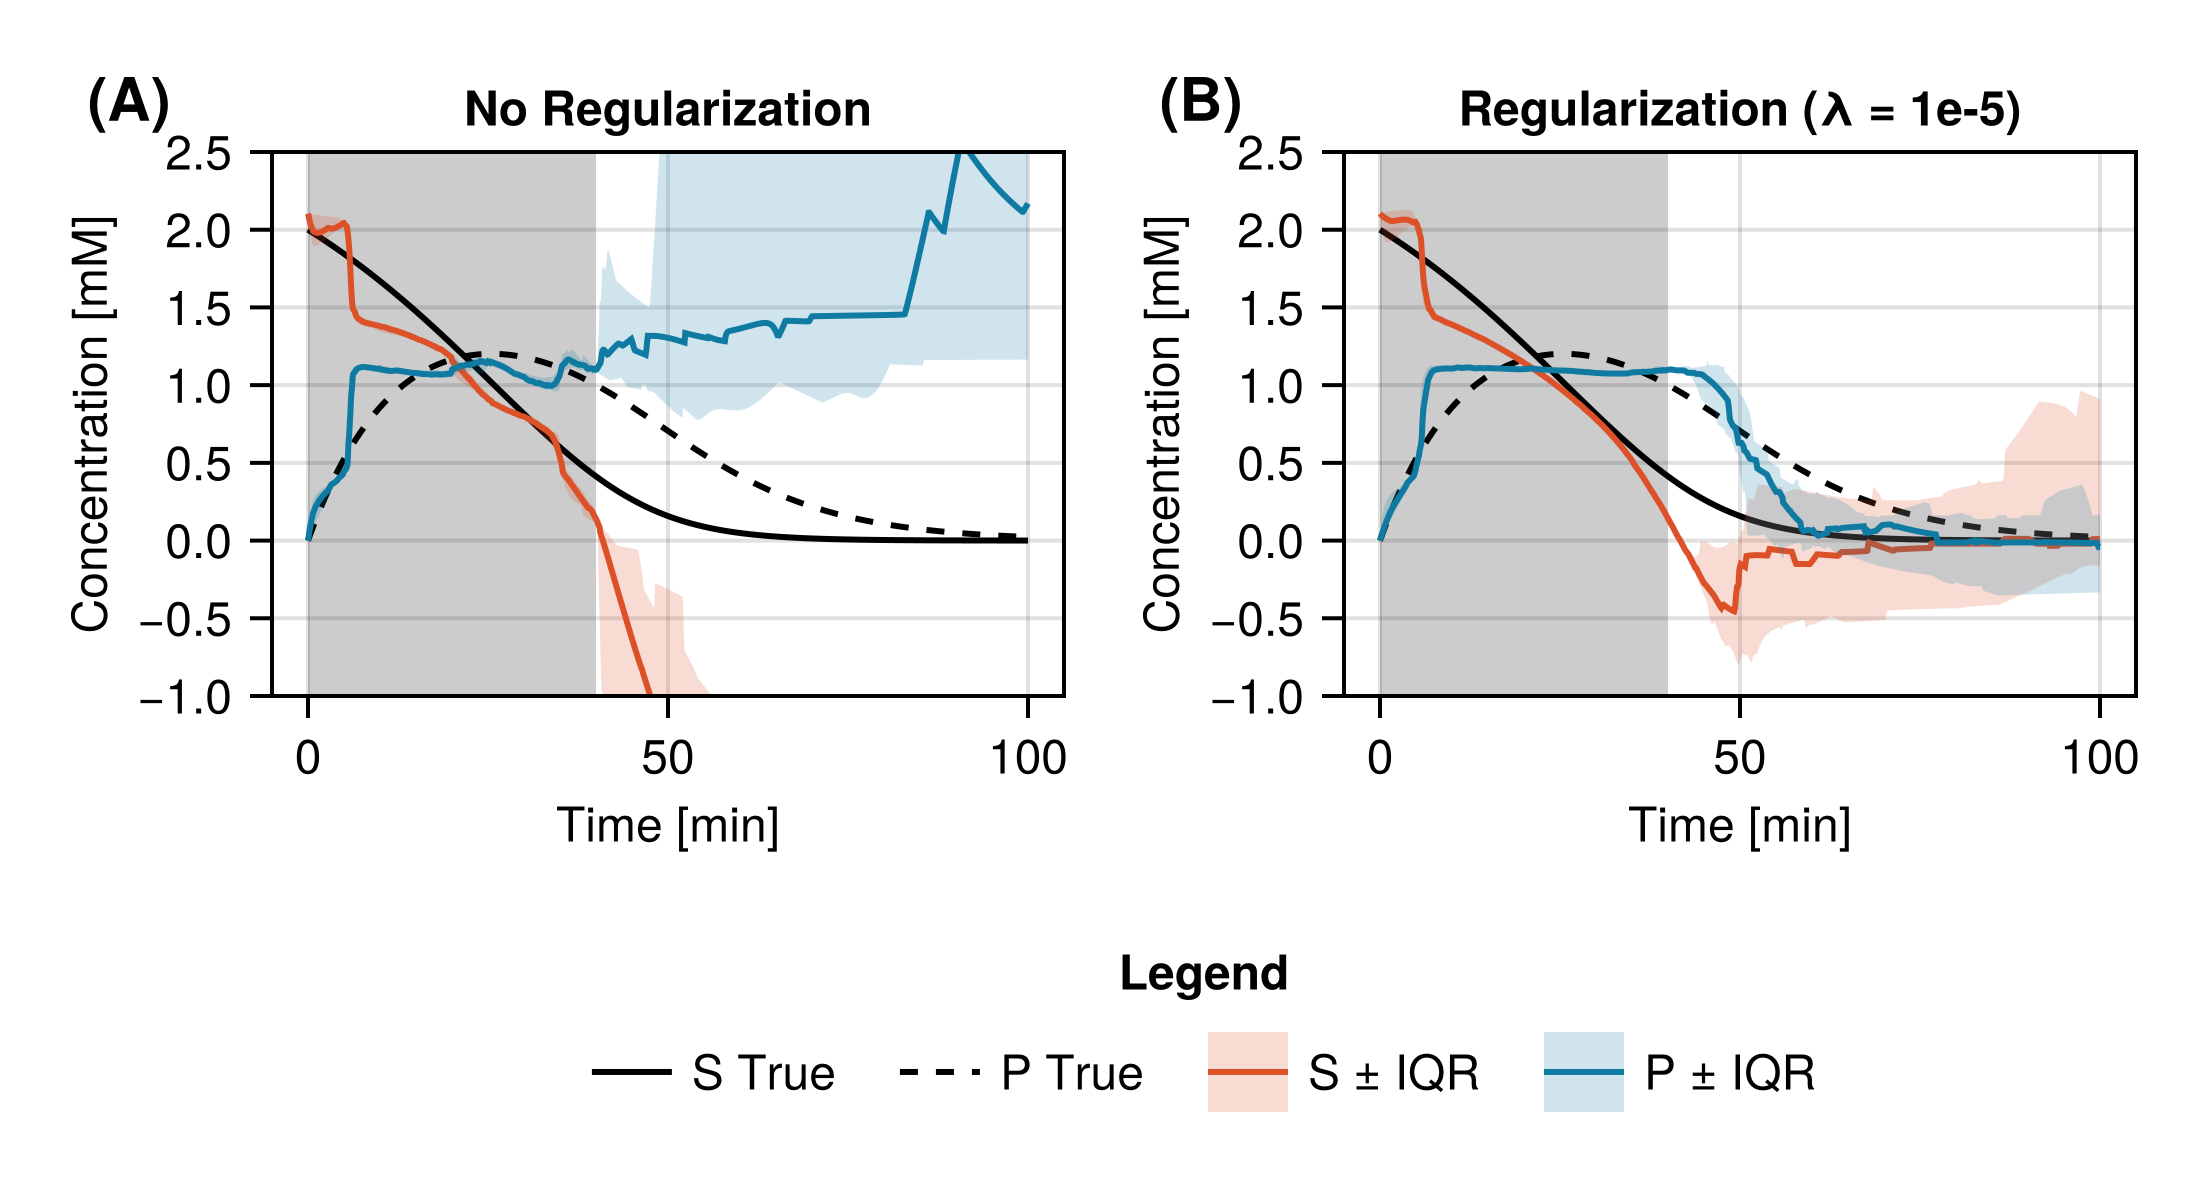 (A)
No Regularization
2.5
2.0
1.5
1.0
0.5
0.0
−0.5
−1.0
Concentration [mM]
0 50 100
Time [min]
(B)
Regularization (λ = 1e-5)
2.5
2.0
1.5
1.0
0.5
0.0
−0.5
−1.0
Concentration [mM]
0 50 100
Time [min]
Legend
S True P True S ± IQR P ± IQR